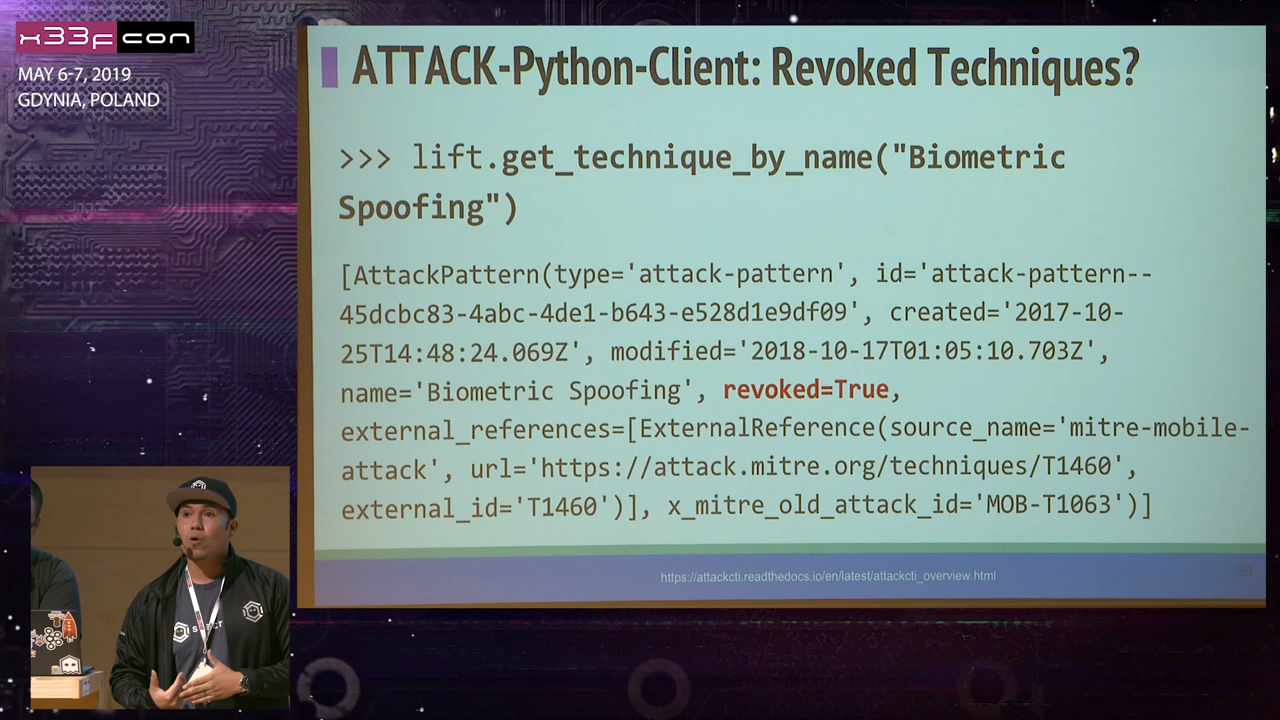 x33fcon
MAY 6-7, 2019
GDYNIA, POLAND
ATTACK-Python-Client: Revoked Techniques?
>>> lift.get_technique_by_name("Biometric
Spoofing")
[AttackPattern(type='attack-pattern', id='attack-pattern--
45dcbc83-4abc-4de1-b643-e528d1e9df09', created='2017-10-
25T14:48:24.069Z', modified='2018-10-17T01:05:10.703Z',
name='Biometric Spoofing', revoked=True,
external_references=[ExternalReference(source_name='mitre-mobile-
attack', url='https://attack.mitre.org/techniques/T1460',
external_id='T1460')], x_mitre_old_attack_id='MOB-T1063')]
https://attackcti.readthedocs.io/en/latest/attackcti_overview.html